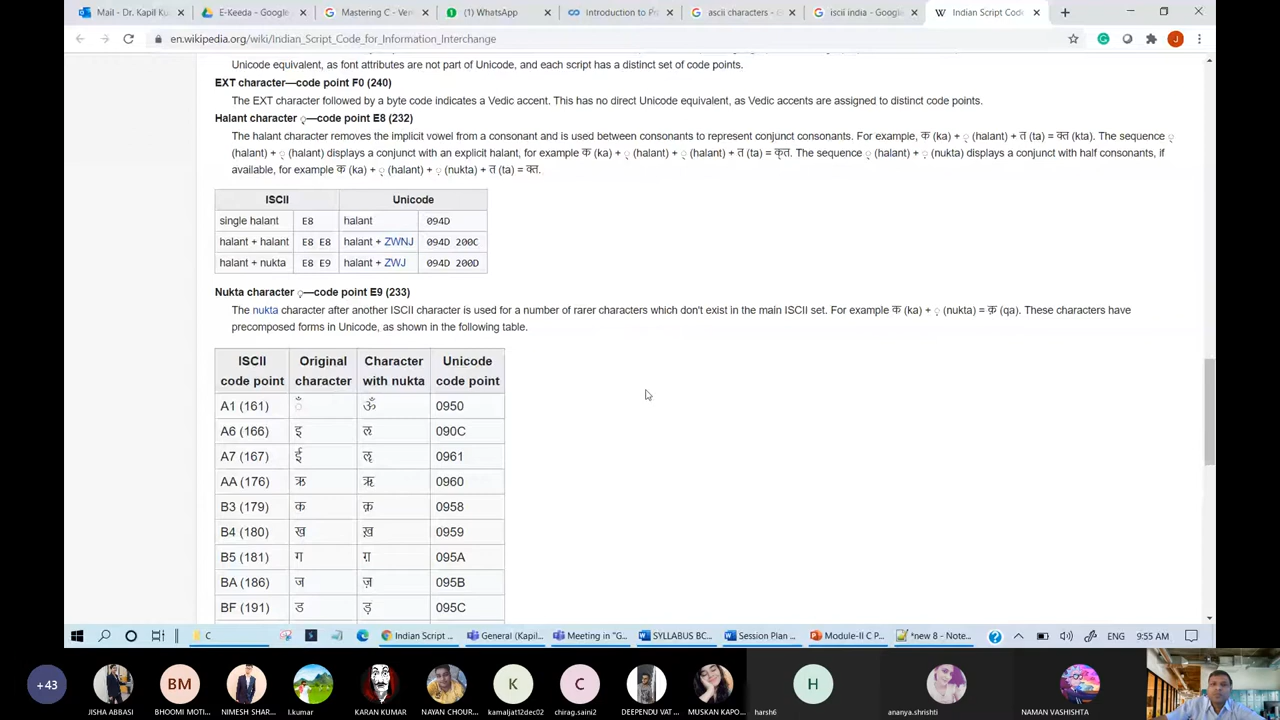 Mail - Dr. Kapil Ku
E-Keeda - Google
Mastering C - Ver
(1) WhatsApp
Introduction to Pr
ascii characters - G
iscii india - Google
Indian Script Code
en.wikipedia.org/wiki/Indian_Script_Code_for_Information_Interchange
Unicode equivalent, as font attributes are not part of Unicode, and each script has a distinct set of code points.
EXT character—code point F0 (240)
The EXT character followed by a byte code indicates a Vedic accent. This has no direct Unicode equivalent, as Vedic accents are assigned to distinct code points.
Halant character ्—code point E8 (232)
The halant character removes the implicit vowel from a consonant and is used between consonants to represent conjunct consonants. For example, क (ka) + ् (halant) + त (ta) = क्त (kta). The sequence ्
(halant) + ् (halant) displays a conjunct with an explicit halant, for example क (ka) + ् (halant) + ् (halant) + त (ta) = क्‌त. The sequence ् (halant) + ़ (nukta) displays a conjunct with half consonants, if
available, for example क (ka) + ् (halant) + ़ (nukta) + त (ta) = क्‍त.
ISCII Unicode
single halant E8 halant 094D
halant + halant E8 E8 halant + ZWNJ 094D 200C
halant + nukta E8 E9 halant + ZWJ 094D 200D
Nukta character ़—code point E9 (233)
The nukta character after another ISCII character is used for a number of rarer characters which don't exist in the main ISCII set. For example क (ka) + ़ (nukta) = क़ (qa). These characters have
precomposed forms in Unicode, as shown in the following table.
ISCII Original Character Unicode
code point character with nukta code point
A1 (161) ँ ॐ 0950
A6 (166) इ ऌ 090C
A7 (167) ई ॡ 0961
AA (176) ऋ ॠ 0960
B3 (179) क क़ 0958
B4 (180) ख ख़ 0959
B5 (181) ग ग़ 095A
BA (186) ज ज़ 095B
BF (191) ड ड़ 095C
C
Indian Script ...
General (Kapil...
Meeting in "G...
SYLLABUS BC...
Session Plan ...
Module-II C P...
*new 8 - Note...
ENG
9:55 AM
+43
BM
K
C
H
JISHA ABBASI
BHOOMI MOTI...
NIMESH SHAR...
I.kumar
KARAN KUMAR
NAYAN CHOUR...
kamaljat12dec02
chirag.saini2
DEEPENDU VAT...
MUSKAN KAPO...
harsh6
ananya.shrishti
NAMAN VASHISTA